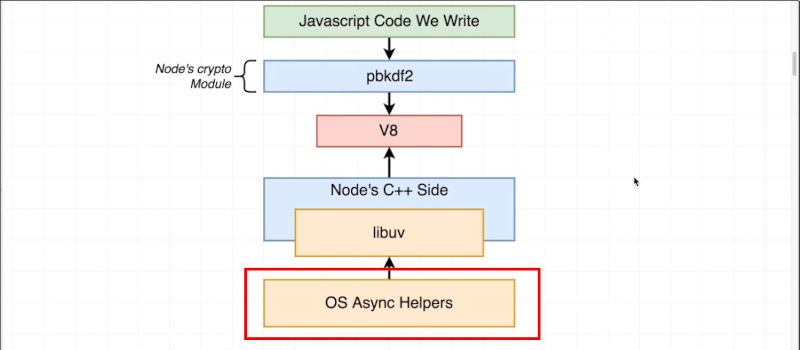 Javascript Code We Write
Node's crypto
Module
pbkdf2
V8
Node's C++ Side
libuv
OS Async Helpers